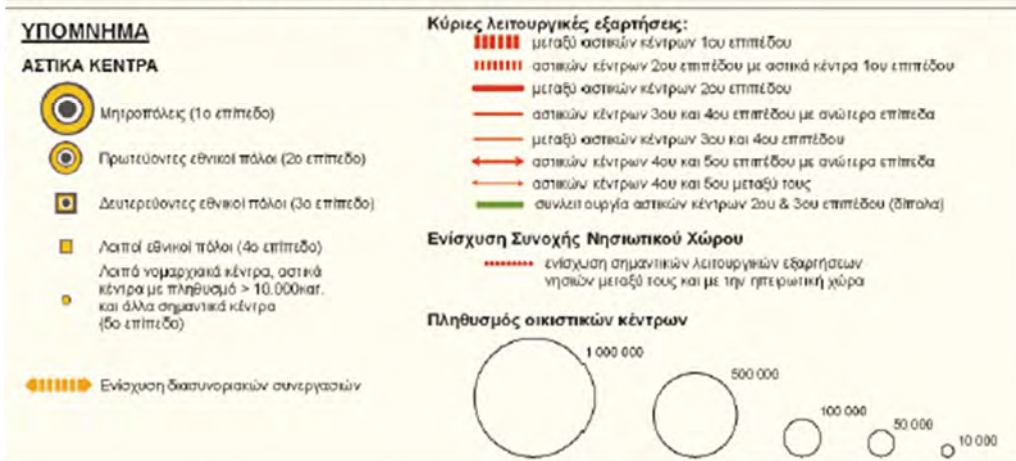 ΥΠΟΜΝΗΜΑ
ΑΣΤΙΚΑ ΚΕΝΤΡΑ
Μητροπόλεις (1ο επίπεδο)
Πρωτεύοντες εθνικοί πόλοι (2ο επίπεδο)
Δευτερεύοντες εθνικοί πόλοι (3ο επίπεδο)
Λοιποί εθνικοί πόλοι (4ο επίπεδο)
Λοιπά νομαρχιακά κέντρα, αστικά
κέντρα με πληθυσμό > 10.000κατ.
και άλλα σημαντικά κέντρα
(5ο επίπεδο)
Ενίσχυση διασυνοριακών συνεργασιών
Κύριες λειτουργικές εξαρτήσεις:
μεταξύ αστικών κέντρων 1ου επιπέδου
αστικών κέντρων 2ου επιπέδου με αστικά κέντρα 1ου επιπέδου
μεταξύ αστικών κέντρων 2ου επιπέδου
αστικών κέντρων 3ου και 4ου επιπέδου με ανώτερα επίπεδα
μεταξύ αστικών κέντρων 3ου και 4ου επιπέδου
αστικών κέντρων 4ου και 5ου επιπέδου με ανώτερα επίπεδα
αστικών κέντρων 4ου και 5ου μεταξύ τους
συνλειτουργία αστικών κέντρων 2ου & 3ου επιπέδου (δίπολα)
Ενίσχυση Συνοχής Νησιωτικού Χώρου
ενίσχυση σημαντικών λειτουργικών εξαρτήσεων
νησιών μεταξύ τους και με την ηπειρωτική χώρα
Πληθυσμός οικιστικών κέντρων
1 000 000
500 000
100 000
50 000
10 000